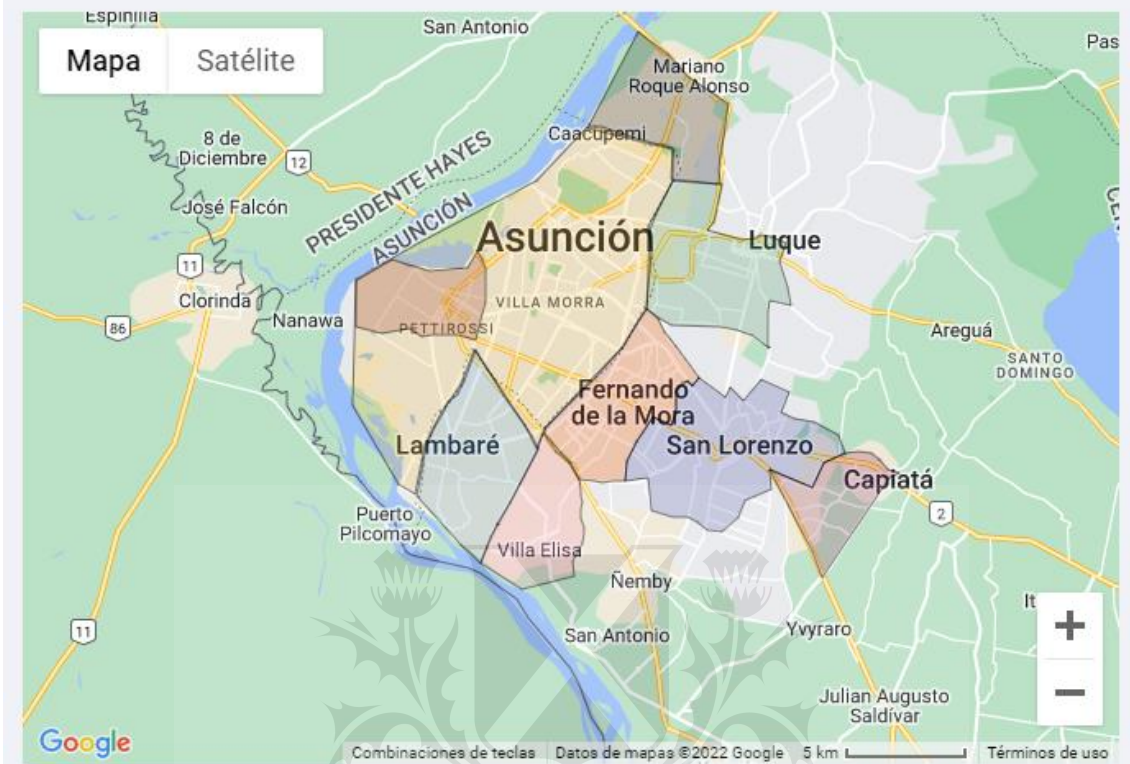 Espinilla
San Antonio
Mapa
Satélite
Pas
Mariano
Roque Alonso
Caacupemi
8 de
Diciembre
12
PRESIDENTE HAYES
José Falcón
ASUNCIÓN
Asunción
Luque
11
Clorinda
VILLA MORRA
Nanawa
PETTIROSSI
86
Areguá
SANTO
DOMINGO
Fernando
de la Mora
Lambaré
San Lorenzo
Capiatá
2
Puerto
Pilcomayo
Villa Elisa
Ñemby
It
+
11
San Antonio
Yvyraro
−
Julian Augusto
Saldívar
Google
Combinaciones de teclas
Datos de mapas ©2022 Google
5 km
Términos de uso